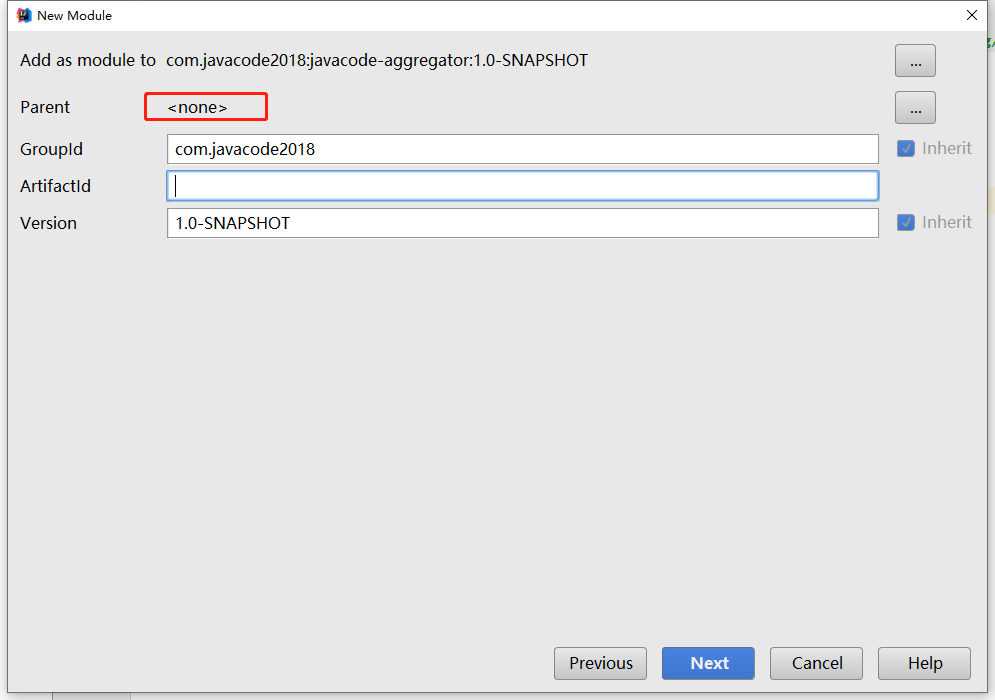 New Module
Add as module to com.javacode2018:javacode-aggregator:1.0-SNAPSHOT ...
Parent <none> ...
GroupId com.javacode2018 Inherit
ArtifactId
Version 1.0-SNAPSHOT Inherit
Previous Next Cancel Help